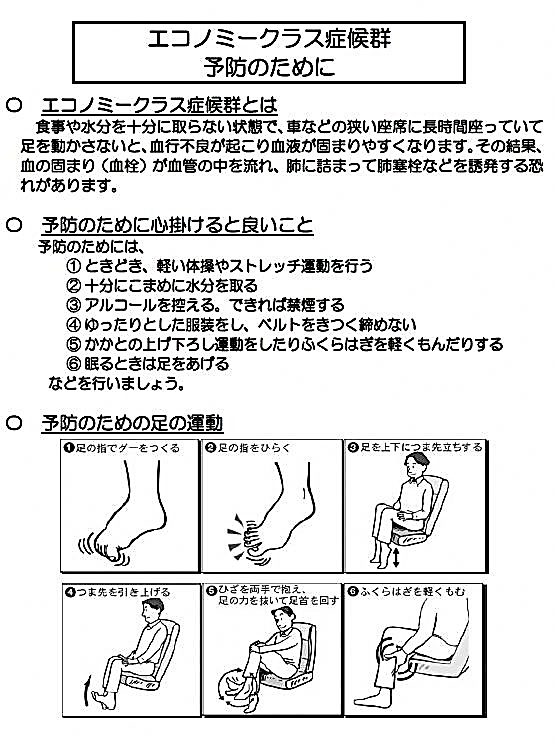 エコノミークラス症候群
予防のために
○ エコノミークラス症候群とは
食事や水分を十分に取らない状態で、車などの狭い座席に長時間座っていて
足を動かさないと、血行不良が起こり血液が固まりやすくなります。その結果、
血の固まり（血栓）が血管の中を流れ、肺に詰まって肺塞栓などを誘発する恐
れがあります。
○ 予防のために心掛けると良いこと
予防のためには、
① ときどき、軽い体操やストレッチ運動を行う
② 十分にこまめに水分を取る
③ アルコールを控える。できれば禁煙する
④ ゆったりとした服装をし、ベルトをきつく締めない
⑤ かかとの上げ下ろし運動をしたりふくらはぎを軽くもんだりする
⑥ 眠るときは足をあげる
などを行いましょう。
○ 予防のための足の運動
❶足の指でグーをつくる
❷足の指をひらく
❸足を上下につま先立ちする
❹つま先を引き上げる
❺ひざを両手で抱え、
足の力を抜いて足首を回す
❻ふくらはぎを軽くもむ